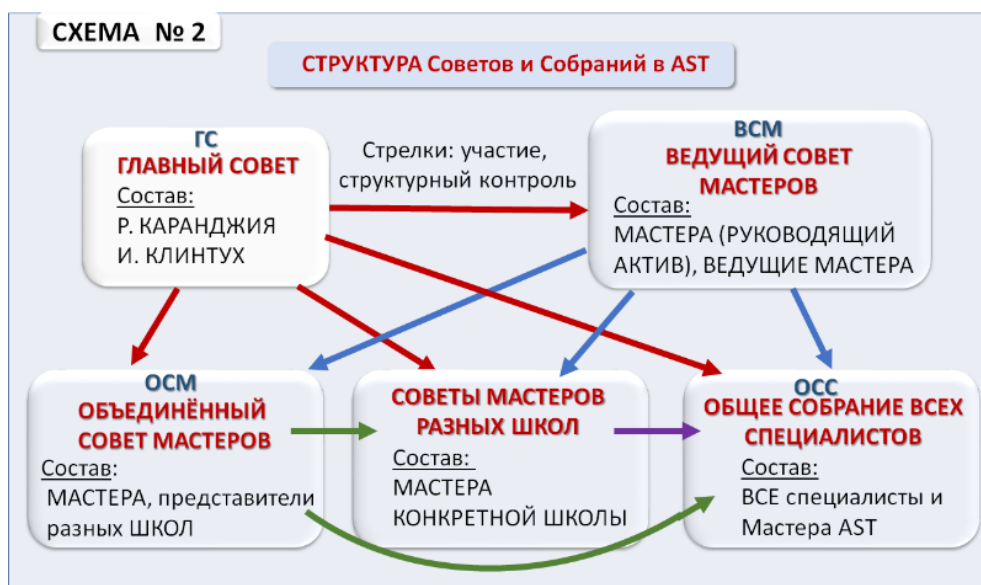 СХЕМА № 2
СТРУКТУРА Советов и Собраний в AST
ГС
ГЛАВНЫЙ СОВЕТ
Состав:
Р. КАРАНДЖИЯ
И. КЛИНТУХ
Стрелки: участие,
структурный контроль
ВСМ
ВЕДУЩИЙ СОВЕТ
МАСТЕРОВ
Состав:
МАСТЕРА (РУКОВОДЯЩИЙ
АКТИВ), ВЕДУЩИЕ МАСТЕРА
ОСМ
ОБЪЕДИНЁННЫЙ
СОВЕТ МАСТЕРОВ
Состав:
МАСТЕРА, представители
разных ШКОЛ
СОВЕТЫ МАСТЕРОВ
РАЗНЫХ ШКОЛ
Состав:
МАСТЕРА
КОНКРЕТНОЙ ШКОЛЫ
ОСС
ОБЩЕЕ СОБРАНИЕ ВСЕХ
СПЕЦИАЛИСТОВ
Состав:
ВСЕ специалисты и
Мастера AST